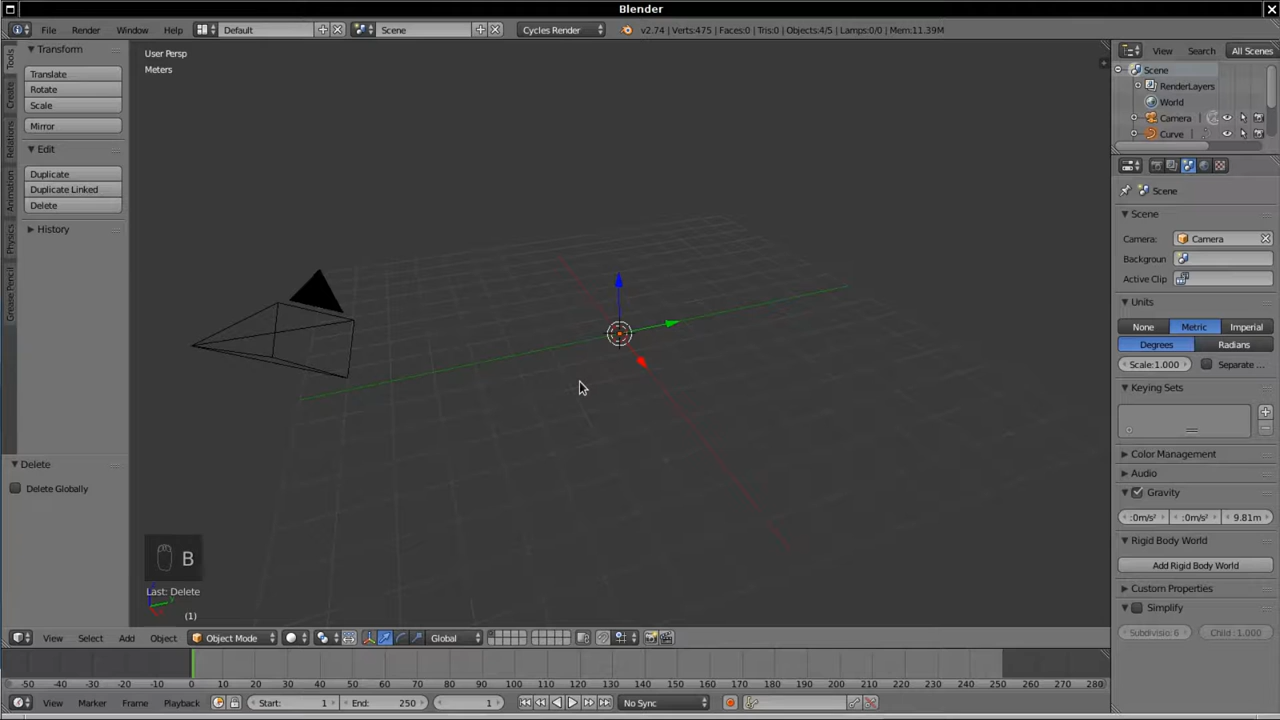 Blender
File Render Window Help Default Scene Cycles Render v2.74 | Verts:475 | Faces:0 | Tris:0 | Objects:4/5 | Lamps:0/0 | Mem:11.39M
View Search All Scenes
Tools
Create
Relations
Animation
Physics
Grease Pencil
Transform
Translate
Rotate
Scale
Mirror
Edit
Duplicate
Duplicate Linked
Delete
History
Delete
Delete Globally
User Persp
Meters
B
Last: Delete
(1)
Scene
RenderLayers
World
Camera
Curve
Scene
Scene
Camera: Camera
Backgroun
Active Clip
Units
None Metric Imperial
Degrees Radians
Scale:1.000 Separate ...
Keying Sets
Color Management
Audio
Gravity
:0m/s² :0m/s² 9.81m
Rigid Body World
Add Rigid Body World
Custom Properties
Simplify
Subdivisio: 6 Child : 1.000
View Select Add Object Object Mode Global
-50 -40 -30 -20 -10 0 10 20 30 40 50 60 70 80 90 100 110 120 130 140 150 160 170 180 190 200 210 220 230 240 250 260 270 280
View Marker Frame Playback Start: 1 End: 250 1 No Sync